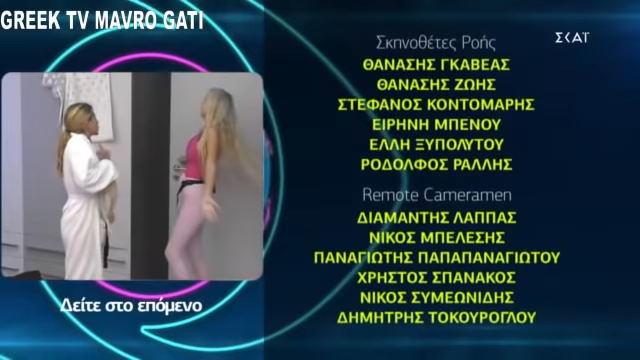 GREEK TV MAVRO GATI
ΣΚΑΪ
Σκηνοθέτες Ροής
ΘΑΝΑΣΗΣ ΓΚΑΒΕΑΣ
ΘΑΝΑΣΗΣ ΖΩΗΣ
ΣΤΕΦΑΝΟΣ ΚΟΝΤΟΜΑΡΗΣ
ΕΙΡΗΝΗ ΜΠΕΝΟΥ
ΕΛΛΗ ΞΥΠΟΛΥΤΟΥ
ΡΟΔΟΛΦΟΣ ΡΑΛΛΗΣ
Remote Cameramen
ΔΙΑΜΑΝΤΗΣ ΛΑΠΠΑΣ
ΝΙΚΟΣ ΜΠΕΛΕΣΗΣ
ΠΑΝΑΓΙΩΤΗΣ ΠΑΠΑΠΑΝΑΓΙΩΤΟΥ
ΧΡΗΣΤΟΣ ΣΠΑΝΑΚΟΣ
ΝΙΚΟΣ ΣΥΜΕΩΝΙΔΗΣ
ΔΗΜΗΤΡΗΣ ΤΟΚΟΥΡΟΓΛΟΥ
Δείτε στο επόμενο